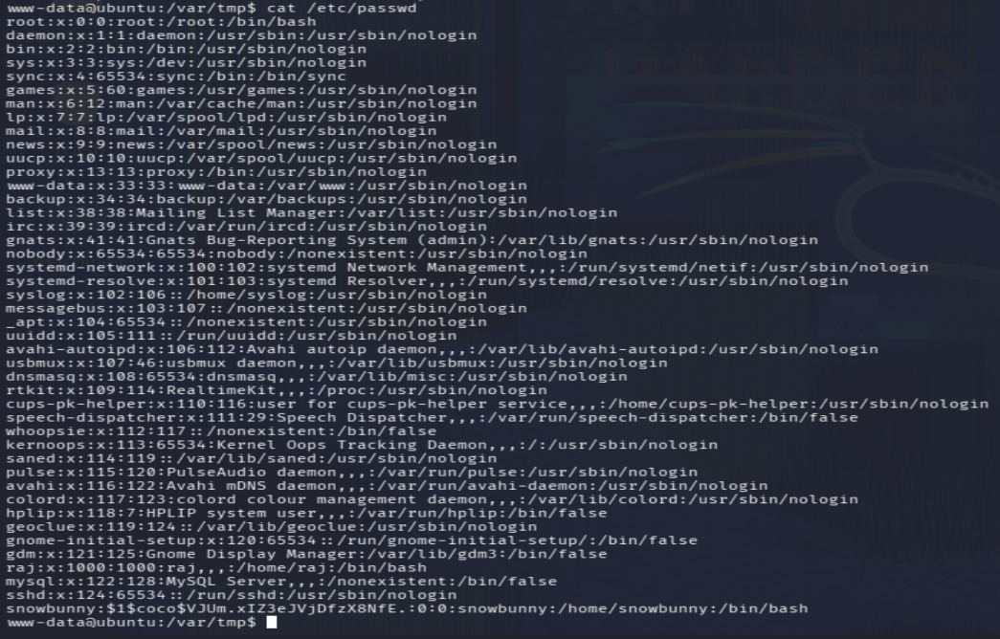 www-data@ubuntu:/var/tmp$ cat /etc/passwd
root:x:0:0:root:/root:/bin/bash
daemon:x:1:1:daemon:/usr/sbin:/usr/sbin/nologin
bin:x:2:2:bin:/bin:/usr/sbin/nologin
sys:x:3:3:sys:/dev:/usr/sbin/nologin
sync:x:4:65534:sync:/bin:/bin/sync
games:x:5:60:games:/usr/games:/usr/sbin/nologin
man:x:6:12:man:/var/cache/man:/usr/sbin/nologin
lp:x:7:7:lp:/var/spool/lpd:/usr/sbin/nologin
mail:x:8:8:mail:/var/mail:/usr/sbin/nologin
news:x:9:9:news:/var/spool/news:/usr/sbin/nologin
uucp:x:10:10:uucp:/var/spool/uucp:/usr/sbin/nologin
proxy:x:13:13:proxy:/bin:/usr/sbin/nologin
www-data:x:33:33:www-data:/var/www:/usr/sbin/nologin
backup:x:34:34:backup:/var/backups:/usr/sbin/nologin
list:x:38:38:Mailing List Manager:/var/list:/usr/sbin/nologin
irc:x:39:39:ircd:/var/run/ircd:/usr/sbin/nologin
gnats:x:41:41:Gnats Bug-Reporting System (admin):/var/lib/gnats:/usr/sbin/nologin
nobody:x:65534:65534:nobody:/nonexistent:/usr/sbin/nologin
systemd-network:x:100:102:systemd Network Management,,,:/run/systemd/netif:/usr/sbin/nologin
systemd-resolve:x:101:103:systemd Resolver,,,:/run/systemd/resolve:/usr/sbin/nologin
syslog:x:102:106::/home/syslog:/usr/sbin/nologin
messagebus:x:103:107::/nonexistent:/usr/sbin/nologin
_apt:x:104:65534::/nonexistent:/usr/sbin/nologin
uuidd:x:105:111::/run/uuidd:/usr/sbin/nologin
avahi-autoipd:x:106:112:Avahi autoip daemon,,,:/var/lib/avahi-autoipd:/usr/sbin/nologin
usbmux:x:107:46:usbmux daemon,,,:/var/lib/usbmux:/usr/sbin/nologin
dnsmasq:x:108:65534:dnsmasq,,,:/var/lib/misc:/usr/sbin/nologin
rtkit:x:109:114:RealtimeKit,,,:/proc:/usr/sbin/nologin
cups-pk-helper:x:110:116:user for cups-pk-helper service,,,:/home/cups-pk-helper:/usr/sbin/nologin
speech-dispatcher:x:111:29:Speech Dispatcher,,,:/var/run/speech-dispatcher:/bin/false
whoopsie:x:112:117::/nonexistent:/bin/false
kernoops:x:113:65534:Kernel Oops Tracking Daemon,,,:/:/usr/sbin/nologin
saned:x:114:119::/var/lib/saned:/usr/sbin/nologin
pulse:x:115:120:PulseAudio daemon,,,:/var/run/pulse:/usr/sbin/nologin
avahi:x:116:122:Avahi mDNS daemon,,,:/var/run/avahi-daemon:/usr/sbin/nologin
colord:x:117:123:colord colour management daemon,,,:/var/lib/colord:/usr/sbin/nologin
hplip:x:118:7:HPLIP system user,,,:/var/run/hplip:/bin/false
geoclue:x:119:124::/var/lib/geoclue:/usr/sbin/nologin
gnome-initial-setup:x:120:65534::/run/gnome-initial-setup/:/bin/false
gdm:x:121:125:Gnome Display Manager:/var/lib/gdm3:/bin/false
raj:x:1000:1000:raj,,,:/home/raj:/bin/bash
mysql:x:122:128:MySQL Server,,,:/nonexistent:/bin/false
sshd:x:124:65534::/run/sshd:/usr/sbin/nologin
snowbunny:$1$coco$VJUm.xIZ3eJVjDfzX8NfE.:0:0:snowbunny:/home/snowbunny:/bin/bash
www-data@ubuntu:/var/tmp$